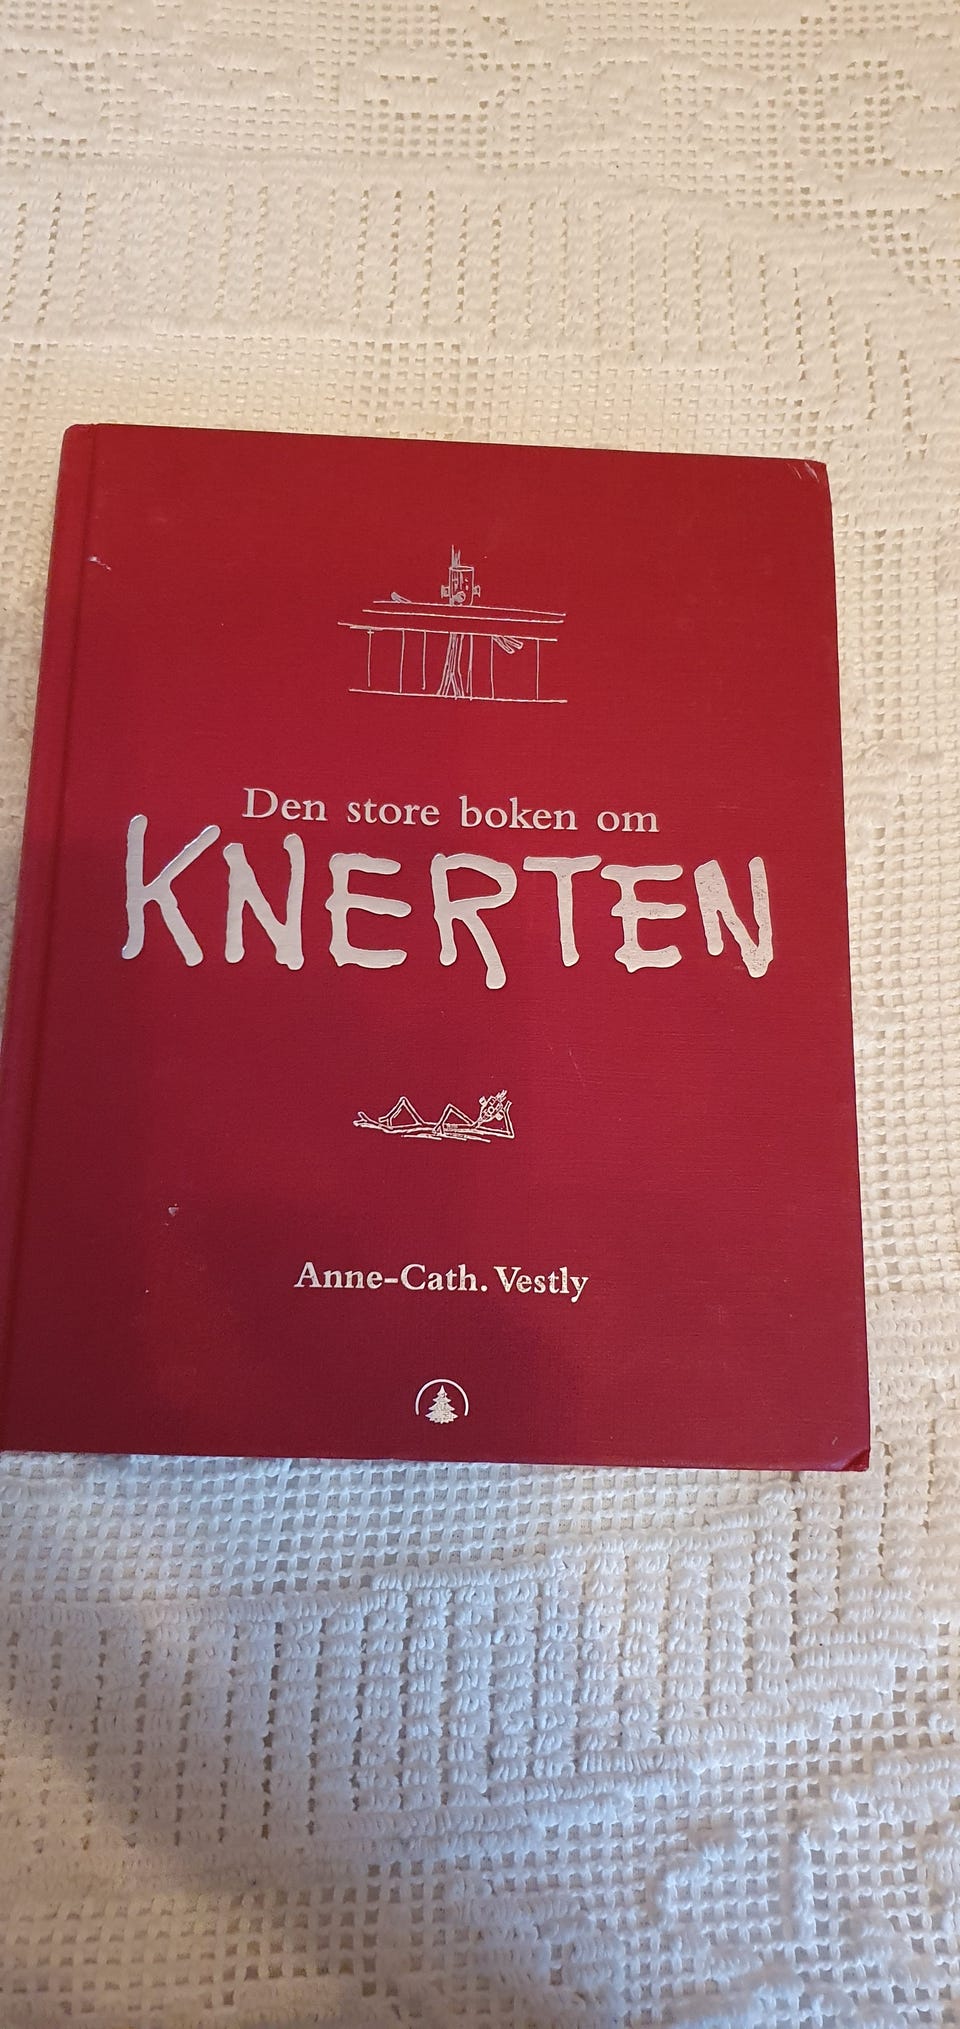 Den store boken om
KNERTEN
Anne-Cath. Vestly